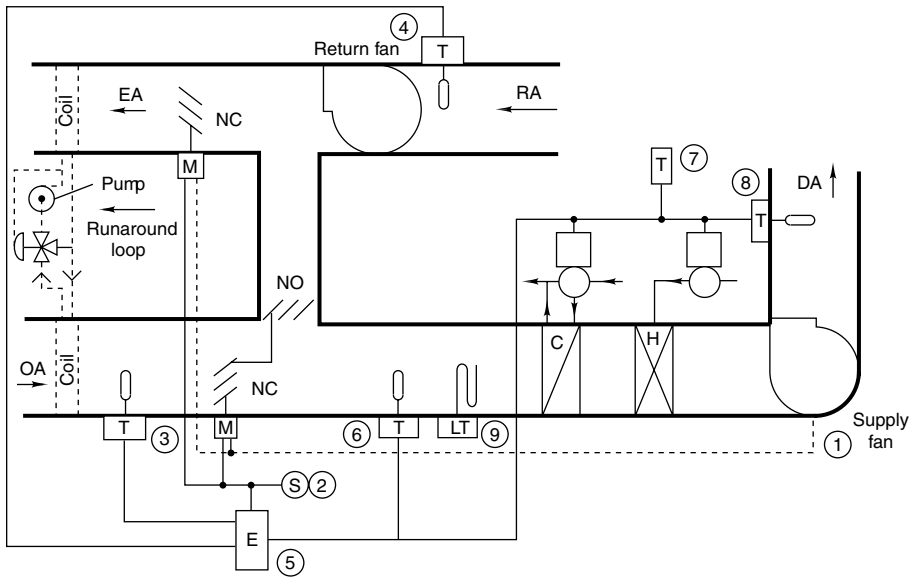 4
Return fan
T
EA
NC
RA
Coil
M
T
7
8
DA
T
Pump
Runaround
loop
NO
C
H
OA
Coil
NC
T
3
M
6
T
LT
9
1
Supply
fan
S
2
E
5